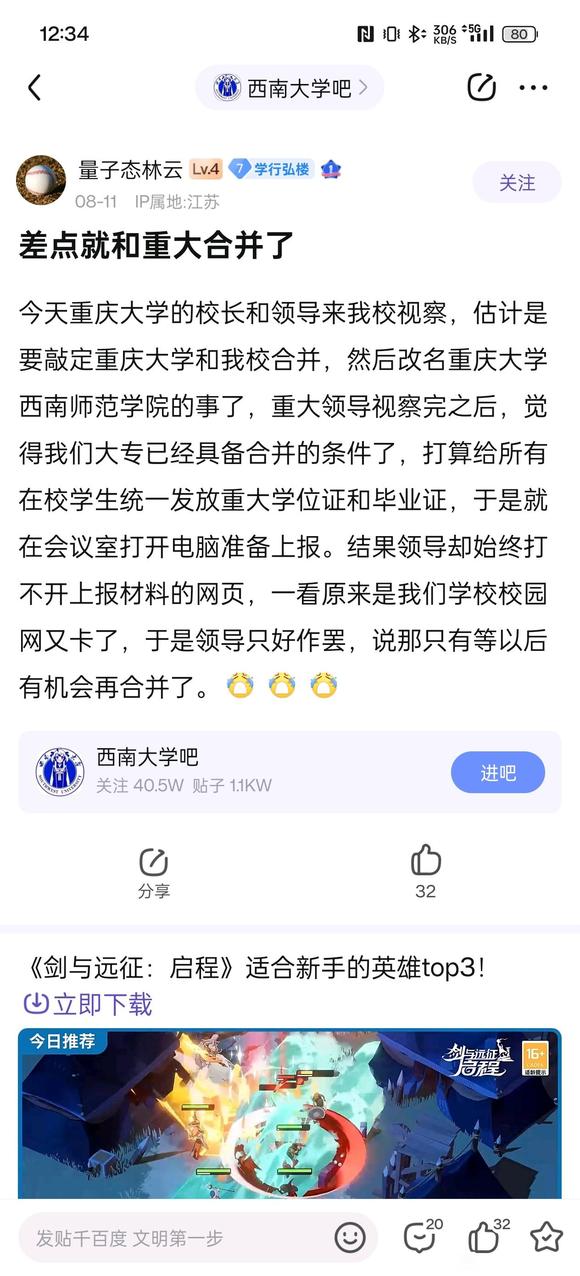 12:34
306 KB/S 5G 80
西南大学吧
量子态林云 Lv.4 7 学行弘楼 1
关注
08-11 IP属地:江苏
差点就和重大合并了
今天重庆大学的校长和领导来我校视察，估计是
要敲定重庆大学和我校合并，然后改名重庆大学
西南师范学院的事了，重大领导视察完之后，觉
得我们大专已经具备合并的条件了，打算给所有
在校学生统一发放重大学位证和毕业证，于是就
在会议室打开电脑准备上报。结果领导却始终打
不开上报材料的网页，一看原来是我们学校校园
网又卡了，于是领导只好作罢，说那只有等以后
有机会再合并了。😭😭😭
西南大学吧
关注 40.5W 贴子 1.1KW
进吧
分享
32
《剑与远征：启程》适合新手的英雄top3！
立即下载
今日推荐
剑与远征
启程
16+
适龄提示
发贴千百度 文明第一步
20
32